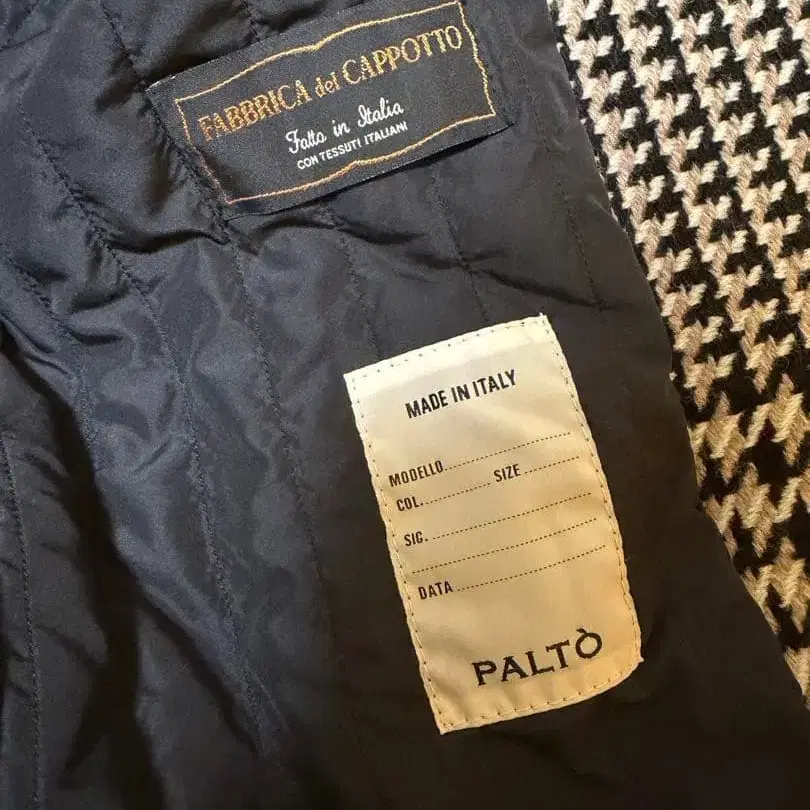 FABBRICA del CAPPOTTO
Fatto in Italia
CON TESSUTI ITALIANI
MADE IN ITALY
MODELLO
COL. SIZE
SIG.
DATA
PALTÒ